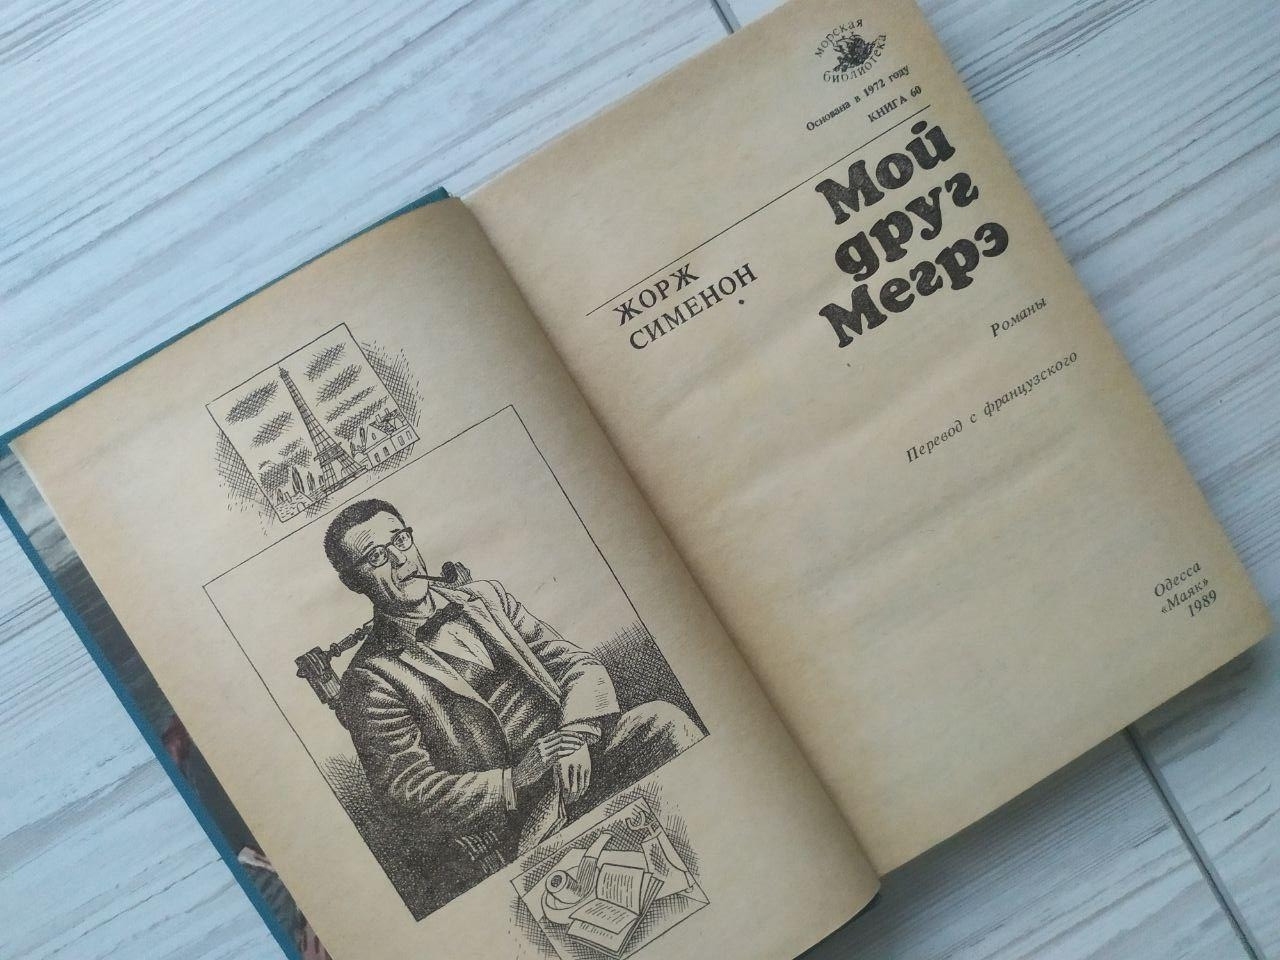 морская
библиотека
Основана в 1972 году
КНИГА 60
ЖОРЖ
СИМЕНОН
Мой
друг
Мегрэ
Романы
Перевод с французского
Одесса
«Маяк»
1989